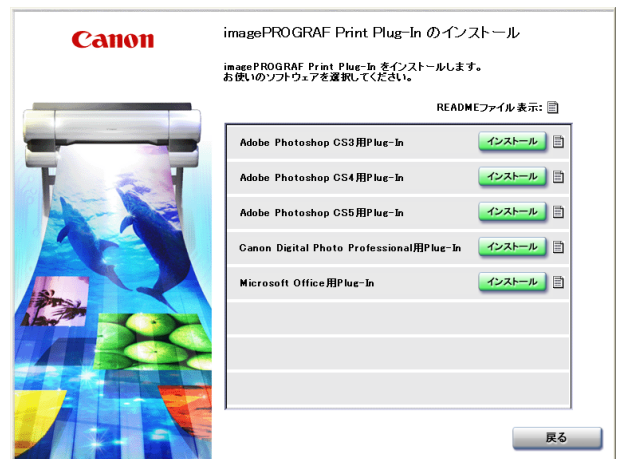 Canon
imagePROGRAF Print Plug-In のインストール
imagePROGRAF Print Plug-In をインストールします。
お使いのソフトウェアを選択してください。
READMEファイル表示:
Adobe Photoshop CS3用Plug-In インストール
Adobe Photoshop CS4用Plug-In インストール
Adobe Photoshop CS5用Plug-In インストール
Canon Digital Photo Professional用Plug-In インストール
Microsoft Office用Plug-In インストール
戻る